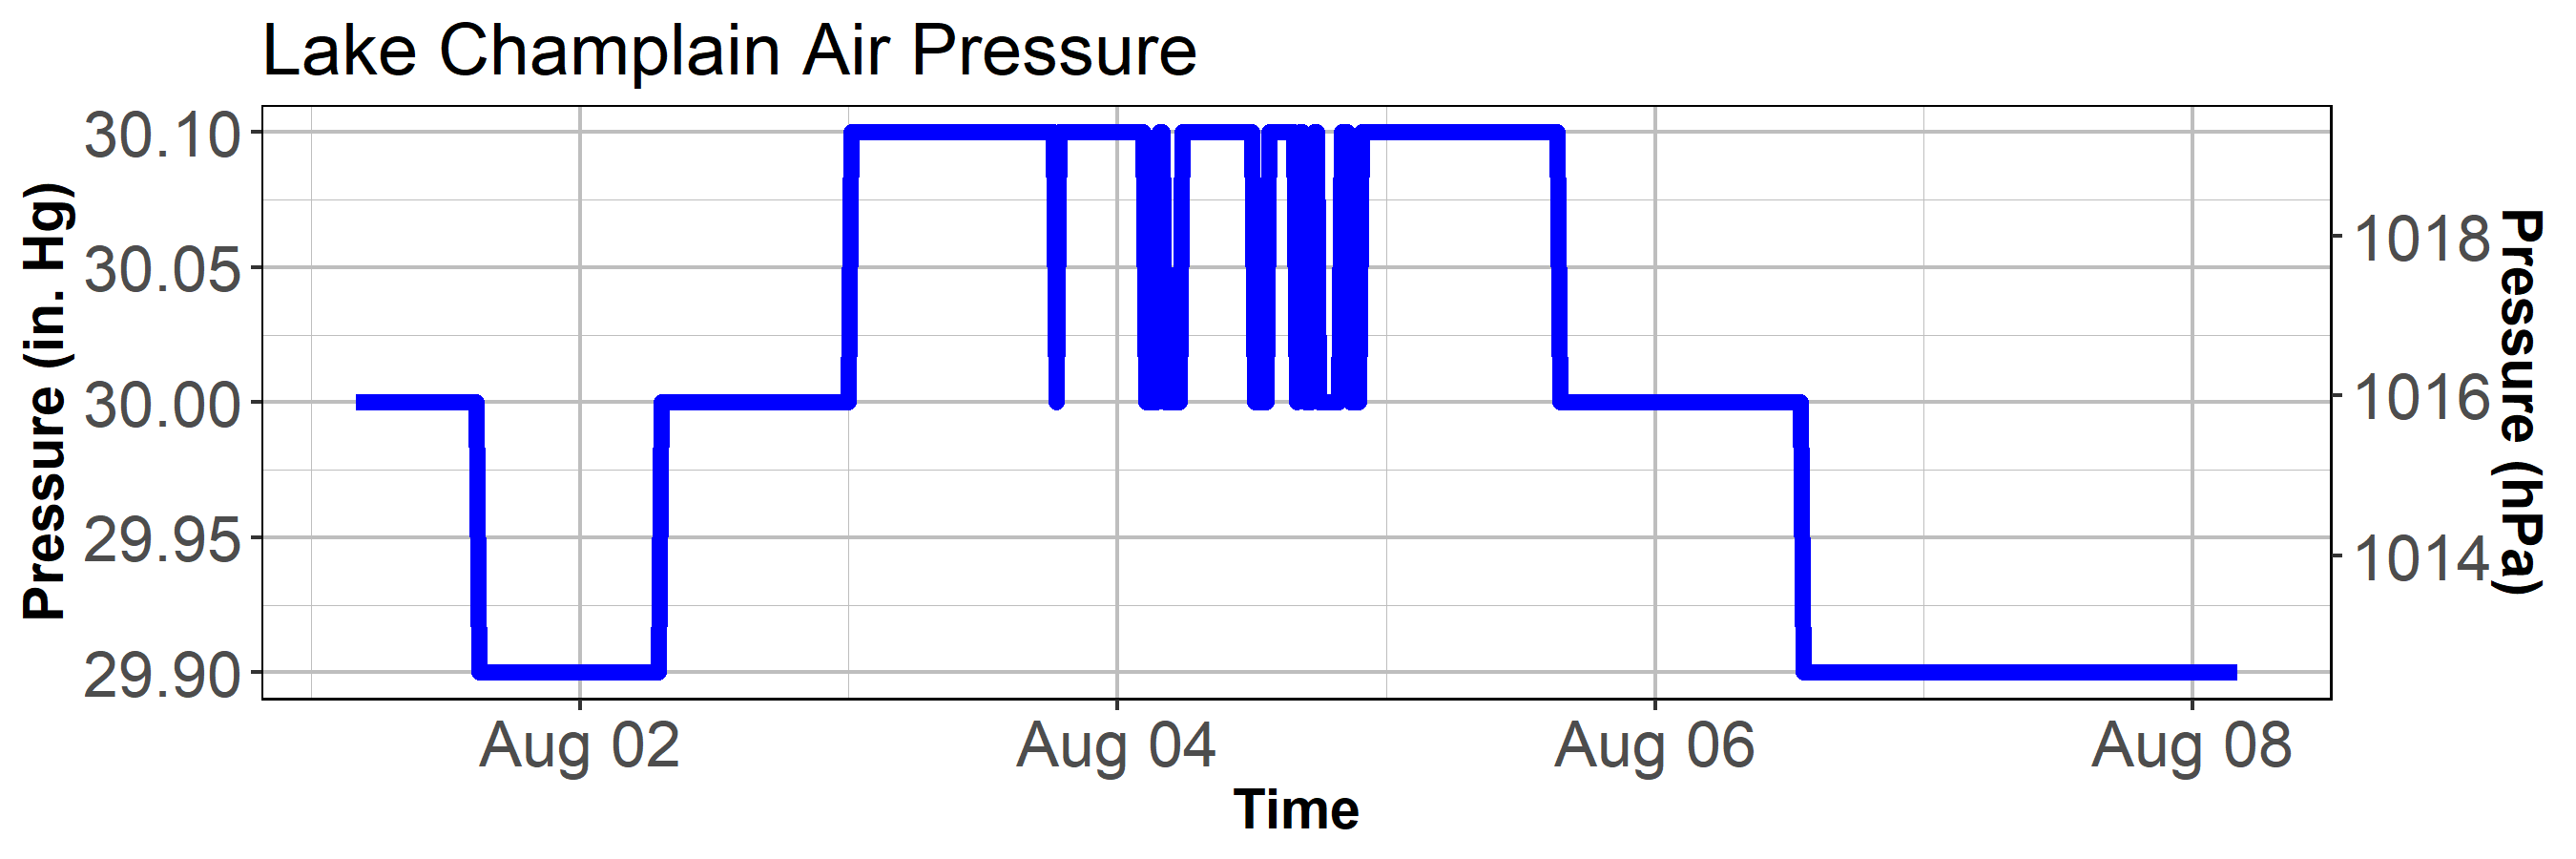 Lake Champlain Air Pressure
Pressure (in. Hg)
30.10
30.05
30.00
29.95
29.90
1018
1016
1014
Pressure (hPa)
Aug 02 Aug 04 Aug 06 Aug 08
Time